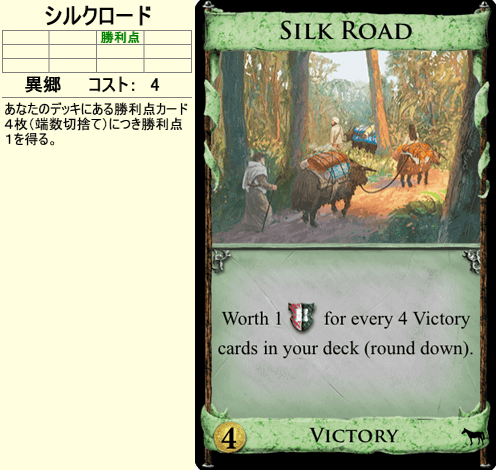 シルクロード
勝利点
異郷 コスト： 4
あなたのデッキにある勝利点カード
４枚（端数切捨て）につき勝利点
１を得る。
SILK ROAD
Worth 1 for every 4 Victory
cards in your deck (round down).
4 VICTORY